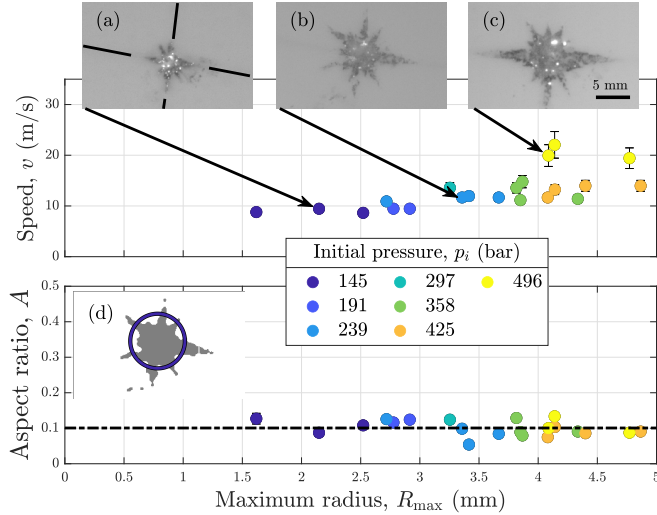 (a)
(b)
(c)
5 mm
Speed, v (m/s)
30
20
10
0
Initial pressure, p_i (bar)
145 297 496
191 358
239 425
Aspect ratio, A
0.5
0.4
0.3
0.2
0.1
0
(d)
0 0.5 1 1.5 2 2.5 3 3.5 4 4.5 5
Maximum radius, R_max (mm)